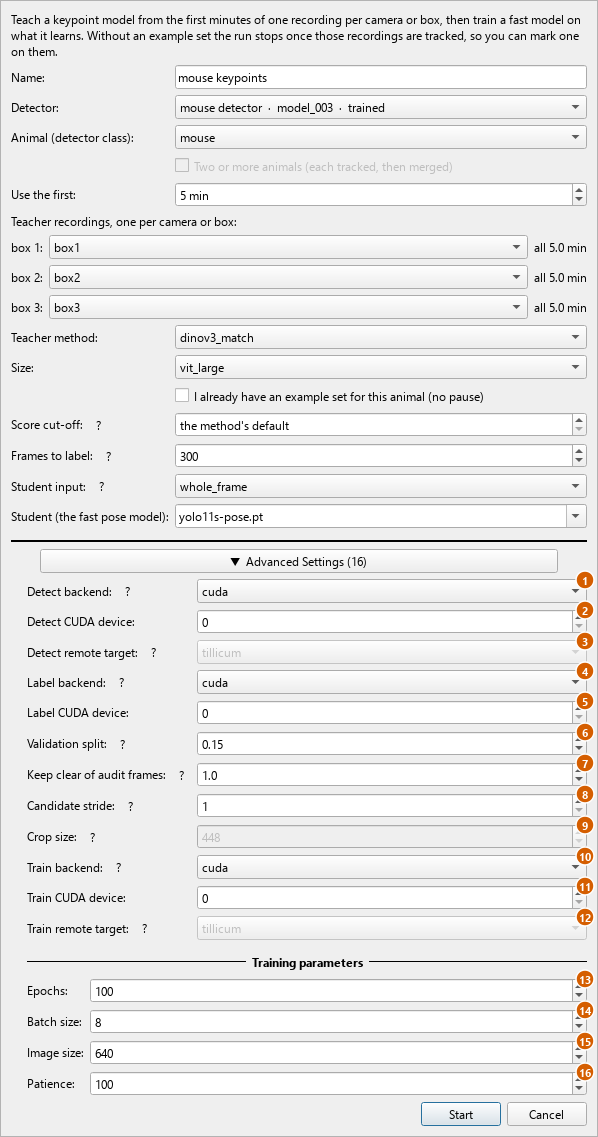 Teach a keypoint model from the first minutes of one recording per camera or box, then train a fast model on
what it learns. Without an example set the run stops once those recordings are tracked, so you can mark one
on them.
Name: mouse keypoints
Detector: mouse detector · model_003 · trained
Animal (detector class): mouse
Two or more animals (each tracked, then merged)
Use the first: 5 min
Teacher recordings, one per camera or box:
box 1: box1 all 5.0 min
box 2: box2 all 5.0 min
box 3: box3 all 5.0 min
Teacher method: dinov3_match
Size: vit_large
I already have an example set for this animal (no pause)
Score cut-off: ? the method's default
Frames to label: ? 300
Student input: ? whole_frame
Student (the fast pose model): yolo11s-pose.pt
▼ Advanced Settings (16)
Detect backend: ? cuda 1
Detect CUDA device: 0 2
Detect remote target: ? tillicum 3
Label backend: ? cuda 4
Label CUDA device: 0 5
Validation split: ? 0.15 6
Keep clear of audit frames: ? 1.0 7
Candidate stride: ? 1 8
Crop size: ? 448 9
Train backend: ? cuda 10
Train CUDA device: 0 11
Train remote target: ? tillicum 12
Training parameters
Epochs: 100 13
Batch size: 8 14
Image size: 640 15
Patience: 100 16
Start Cancel